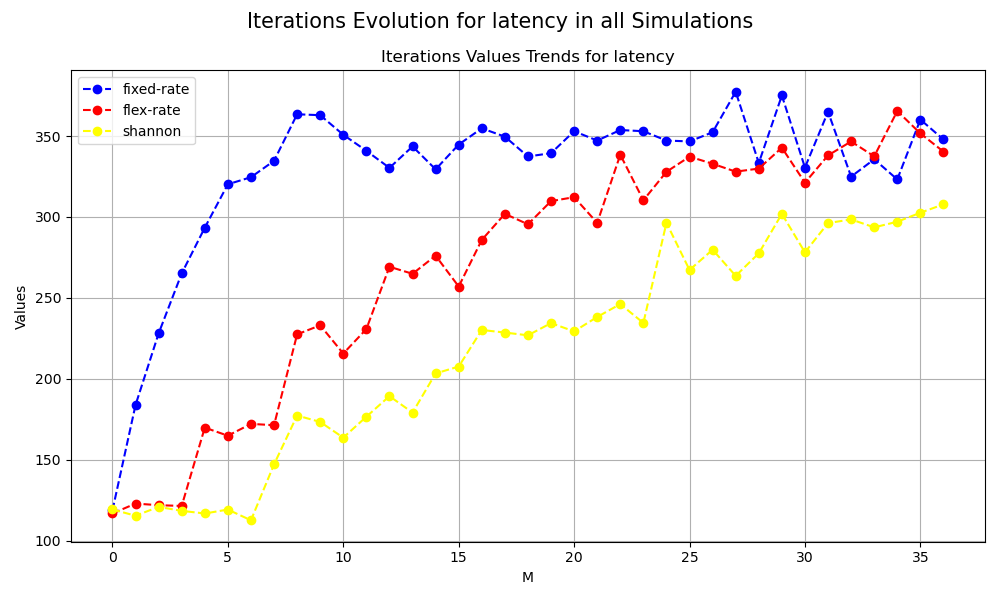 Iterations Evolution for latency in all Simulations
Iterations Values Trends for latency
fixed-rate
flex-rate
shannon
Values
350
300
250
200
150
100
0 5 10 15 20 25 30 35
M